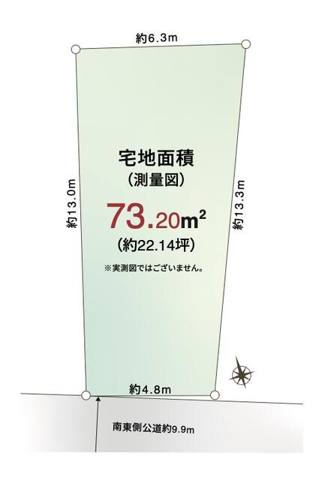 約6.3m
宅地面積
（測量図）
73.20m²
（約22.14坪）
※実測図ではございません。
約13.0m
約13.3m
約4.8m
南東側公道約9.9m